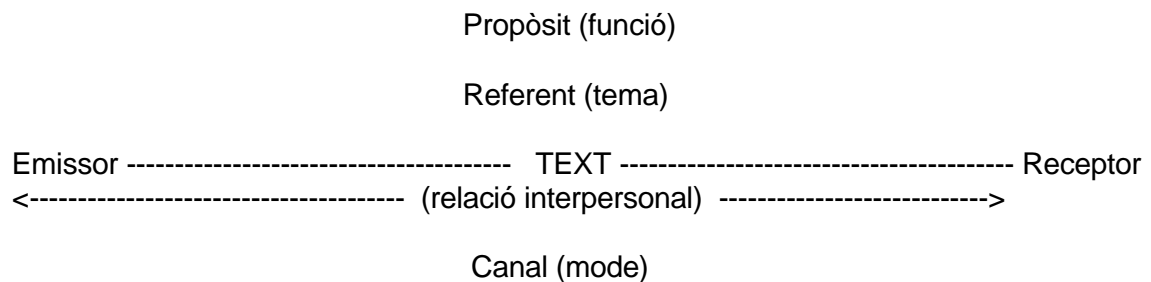 Propòsit (funció)
Referent (tema)
Emissor ---------------------------------------- TEXT ----------------------------------------- Receptor
<--------------------------------------- (relació interpersonal) ---------------------------->
Canal (mode)